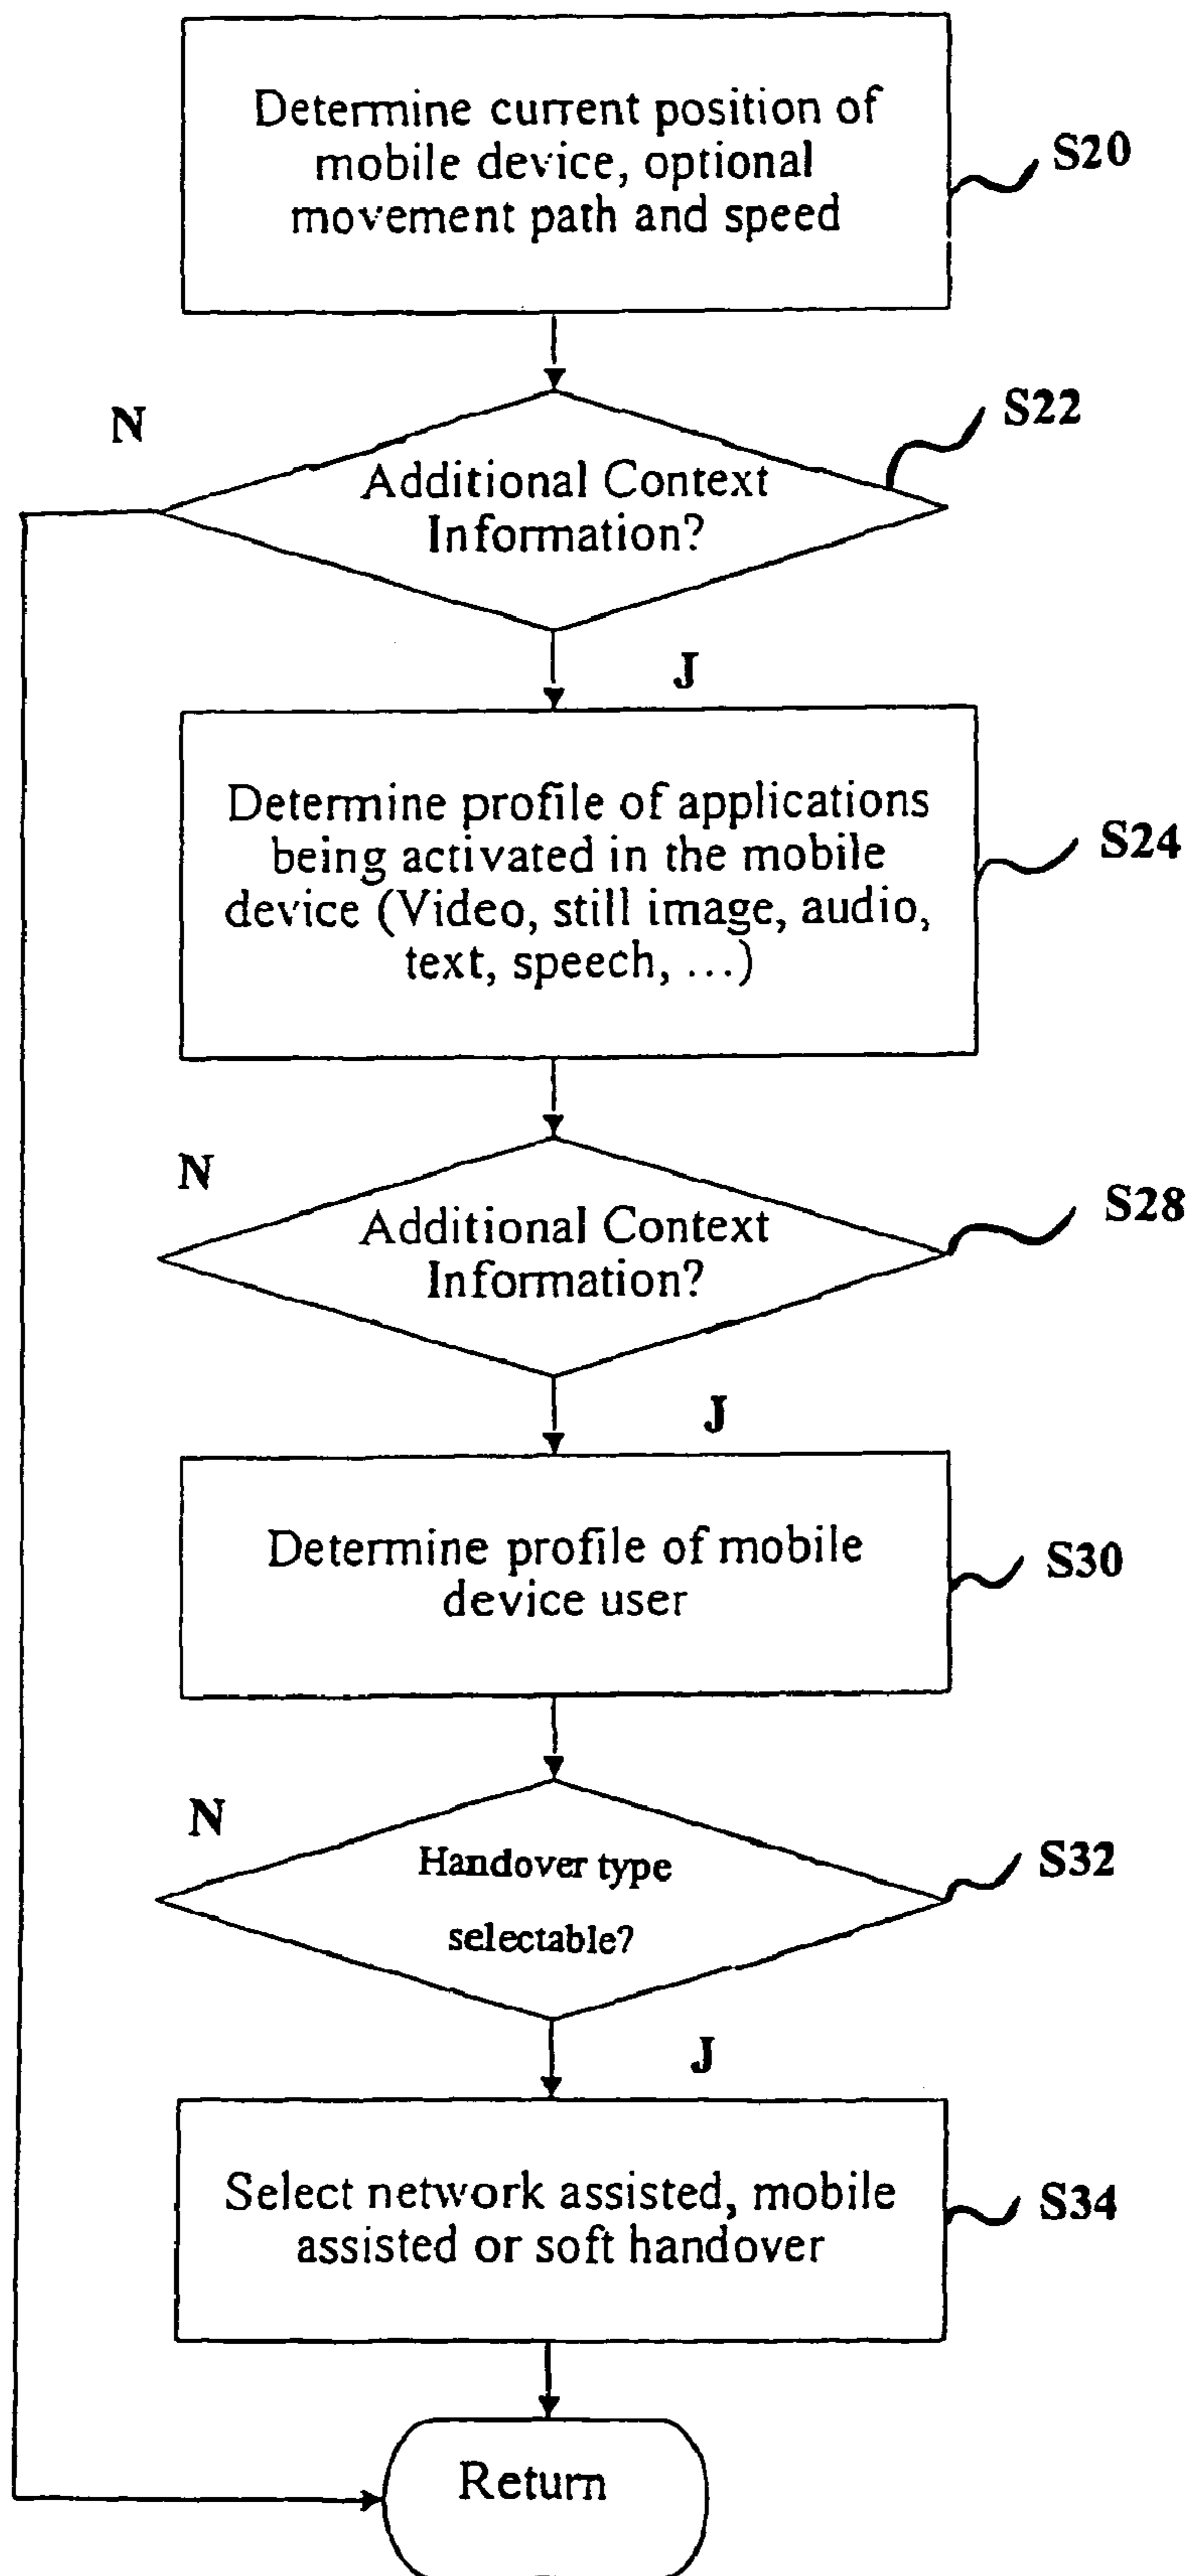 Determine current position of
mobile device, optional
movement path and speed
S20
N
S22
Additional Context
Information?
J
Determine profile of applications
being activated in the mobile
device (Video, still image, audio,
text, speech, ...)
S24
N
S28
Additional Context
Information?
J
Determine profile of mobile
device user
S30
N
Handover type
selectable?
S32
J
Select network assisted, mobile
assisted or soft handover
S34
Return